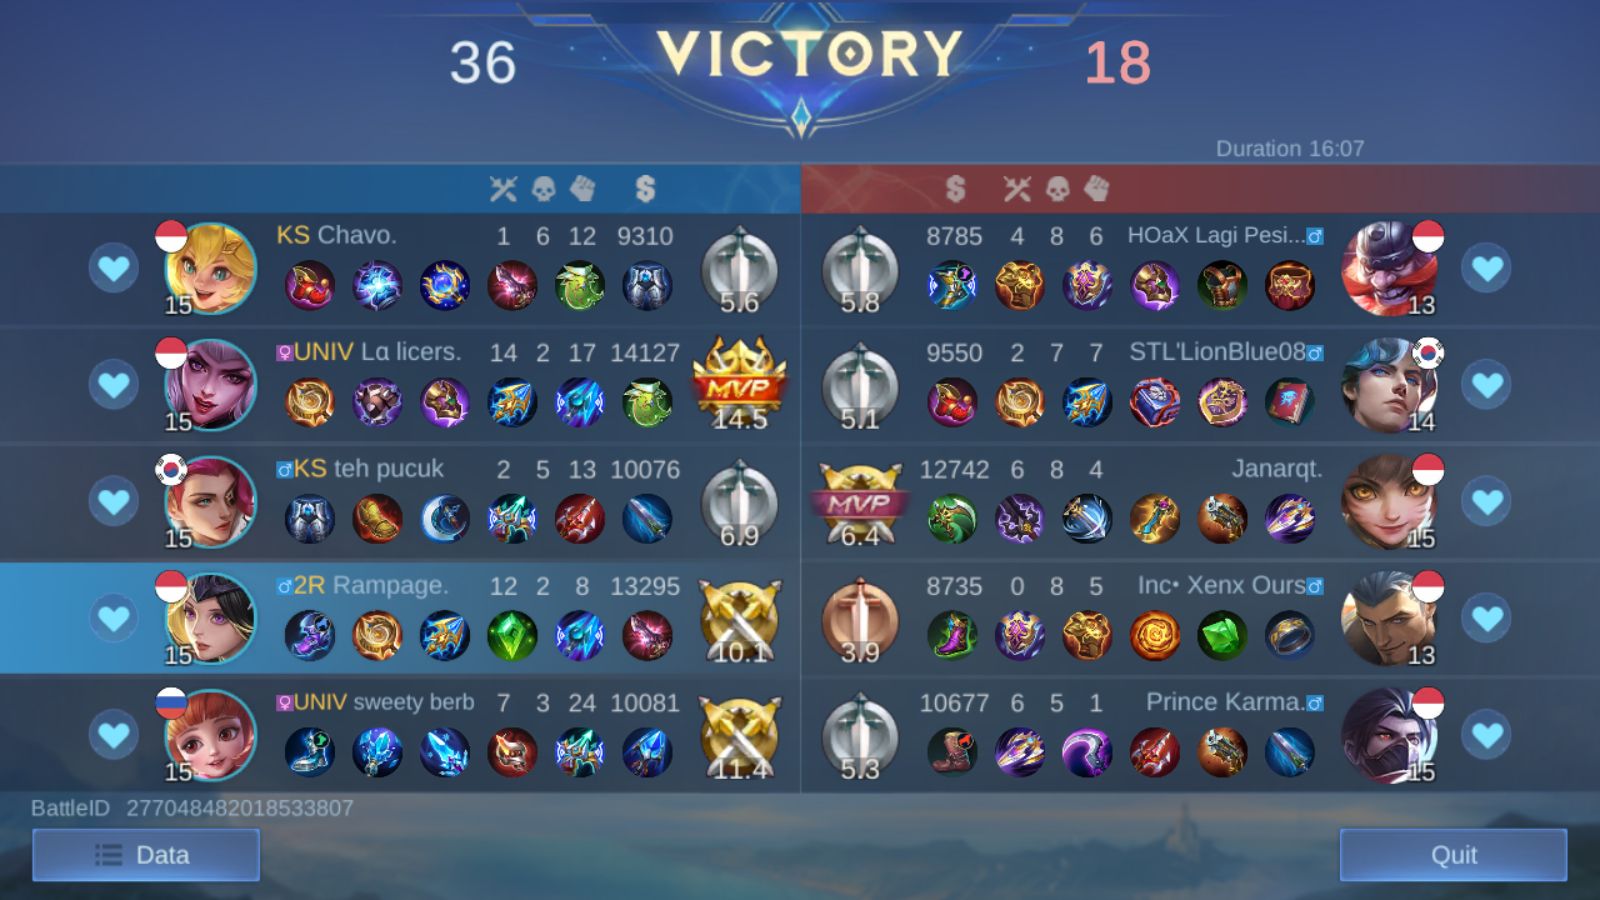 36 VICTORY 18
Duration 16:07
KS Chavo. 1 6 12 9310
15 5.6
8785 4 8 6 HOaX Lagi Pesi...
5.8 13
UNIV Lɑ licers. 14 2 17 14127
15 MVP 14.5
9550 2 7 7 STL'LionBlue08
5.1 14
KS teh pucuk 2 5 13 10076
15 6.9
12742 6 8 4 Janarqt.
MVP 6.4 15
2R Rampage. 12 2 8 13295
15 10.1
8735 0 8 5 Inc• Xenx Ours
3.9 13
UNIV sweety berb 7 3 24 10081
15 11.4
10677 6 5 1 Prince Karma.
5.3 15
BattleID 277048482018533807
Data
Quit